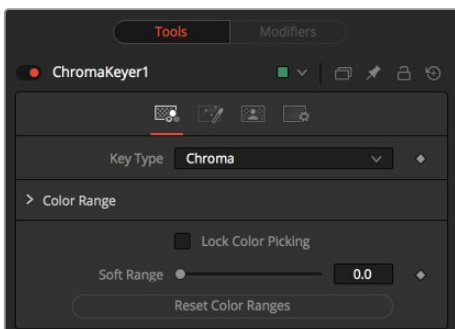 Tools Modifiers
ChromaKeyer1
Key Type Chroma
Color Range
Lock Color Picking
Soft Range 0.0
Reset Color Ranges